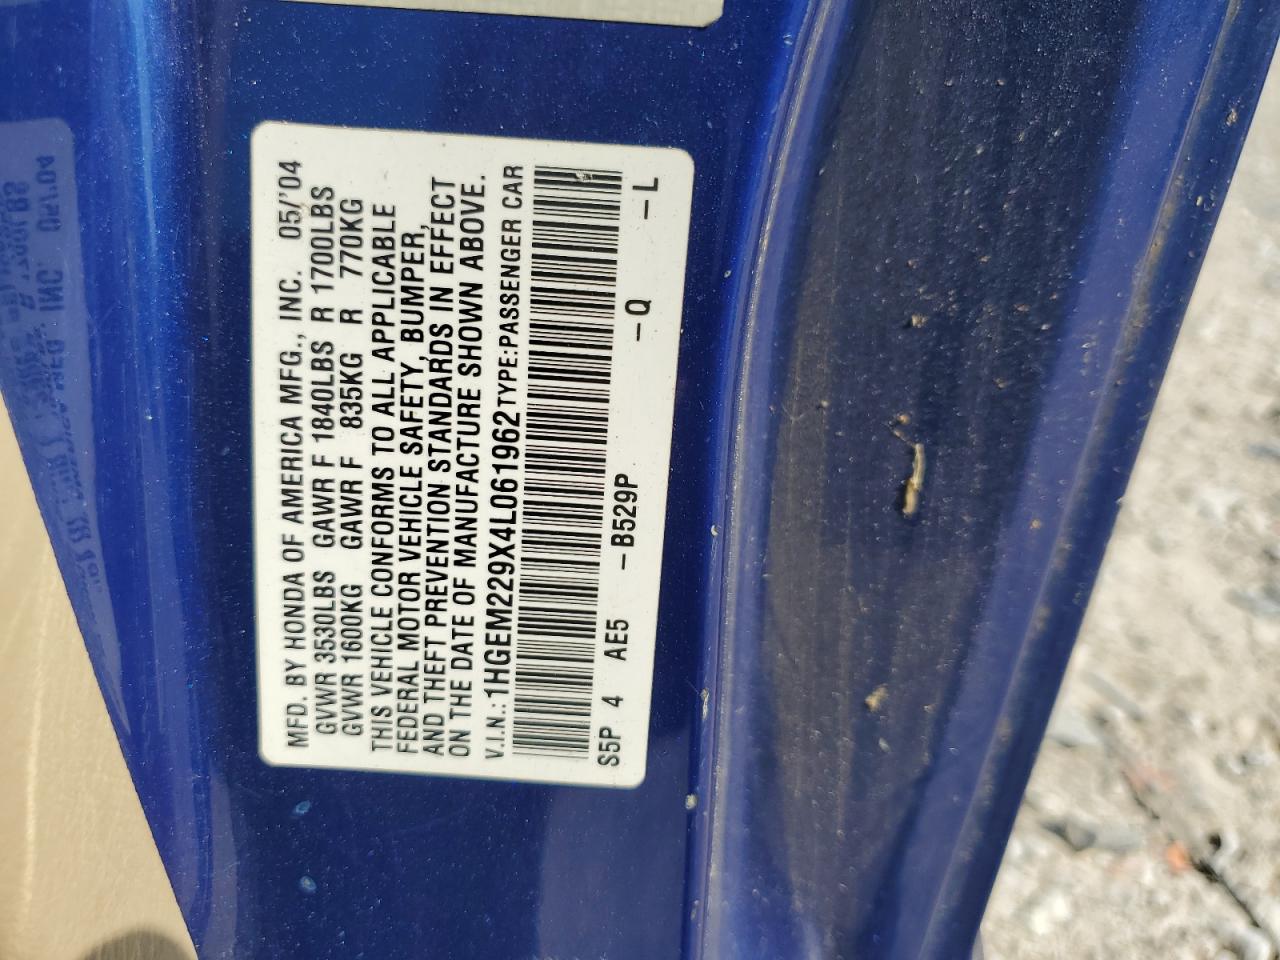 MFD. BY HONDA OF AMERICA MFG., INC. 05/'04
GVWR 3530LBS GAWR F 1840LBS R 1700LBS
GVWR 1600KG GAWR F 835KG R 770KG
THIS VEHICLE CONFORMS TO ALL APPLICABLE
FEDERAL MOTOR VEHICLE SAFETY, BUMPER,
AND THEFT PREVENTION STANDARDS IN EFFECT
ON THE DATE OF MANUFACTURE SHOWN ABOVE.
V.I.N.: 1HGEM229X4L061962 TYPE:PASSENGER CAR
S5P 4 AE5 -B529P -Q -L